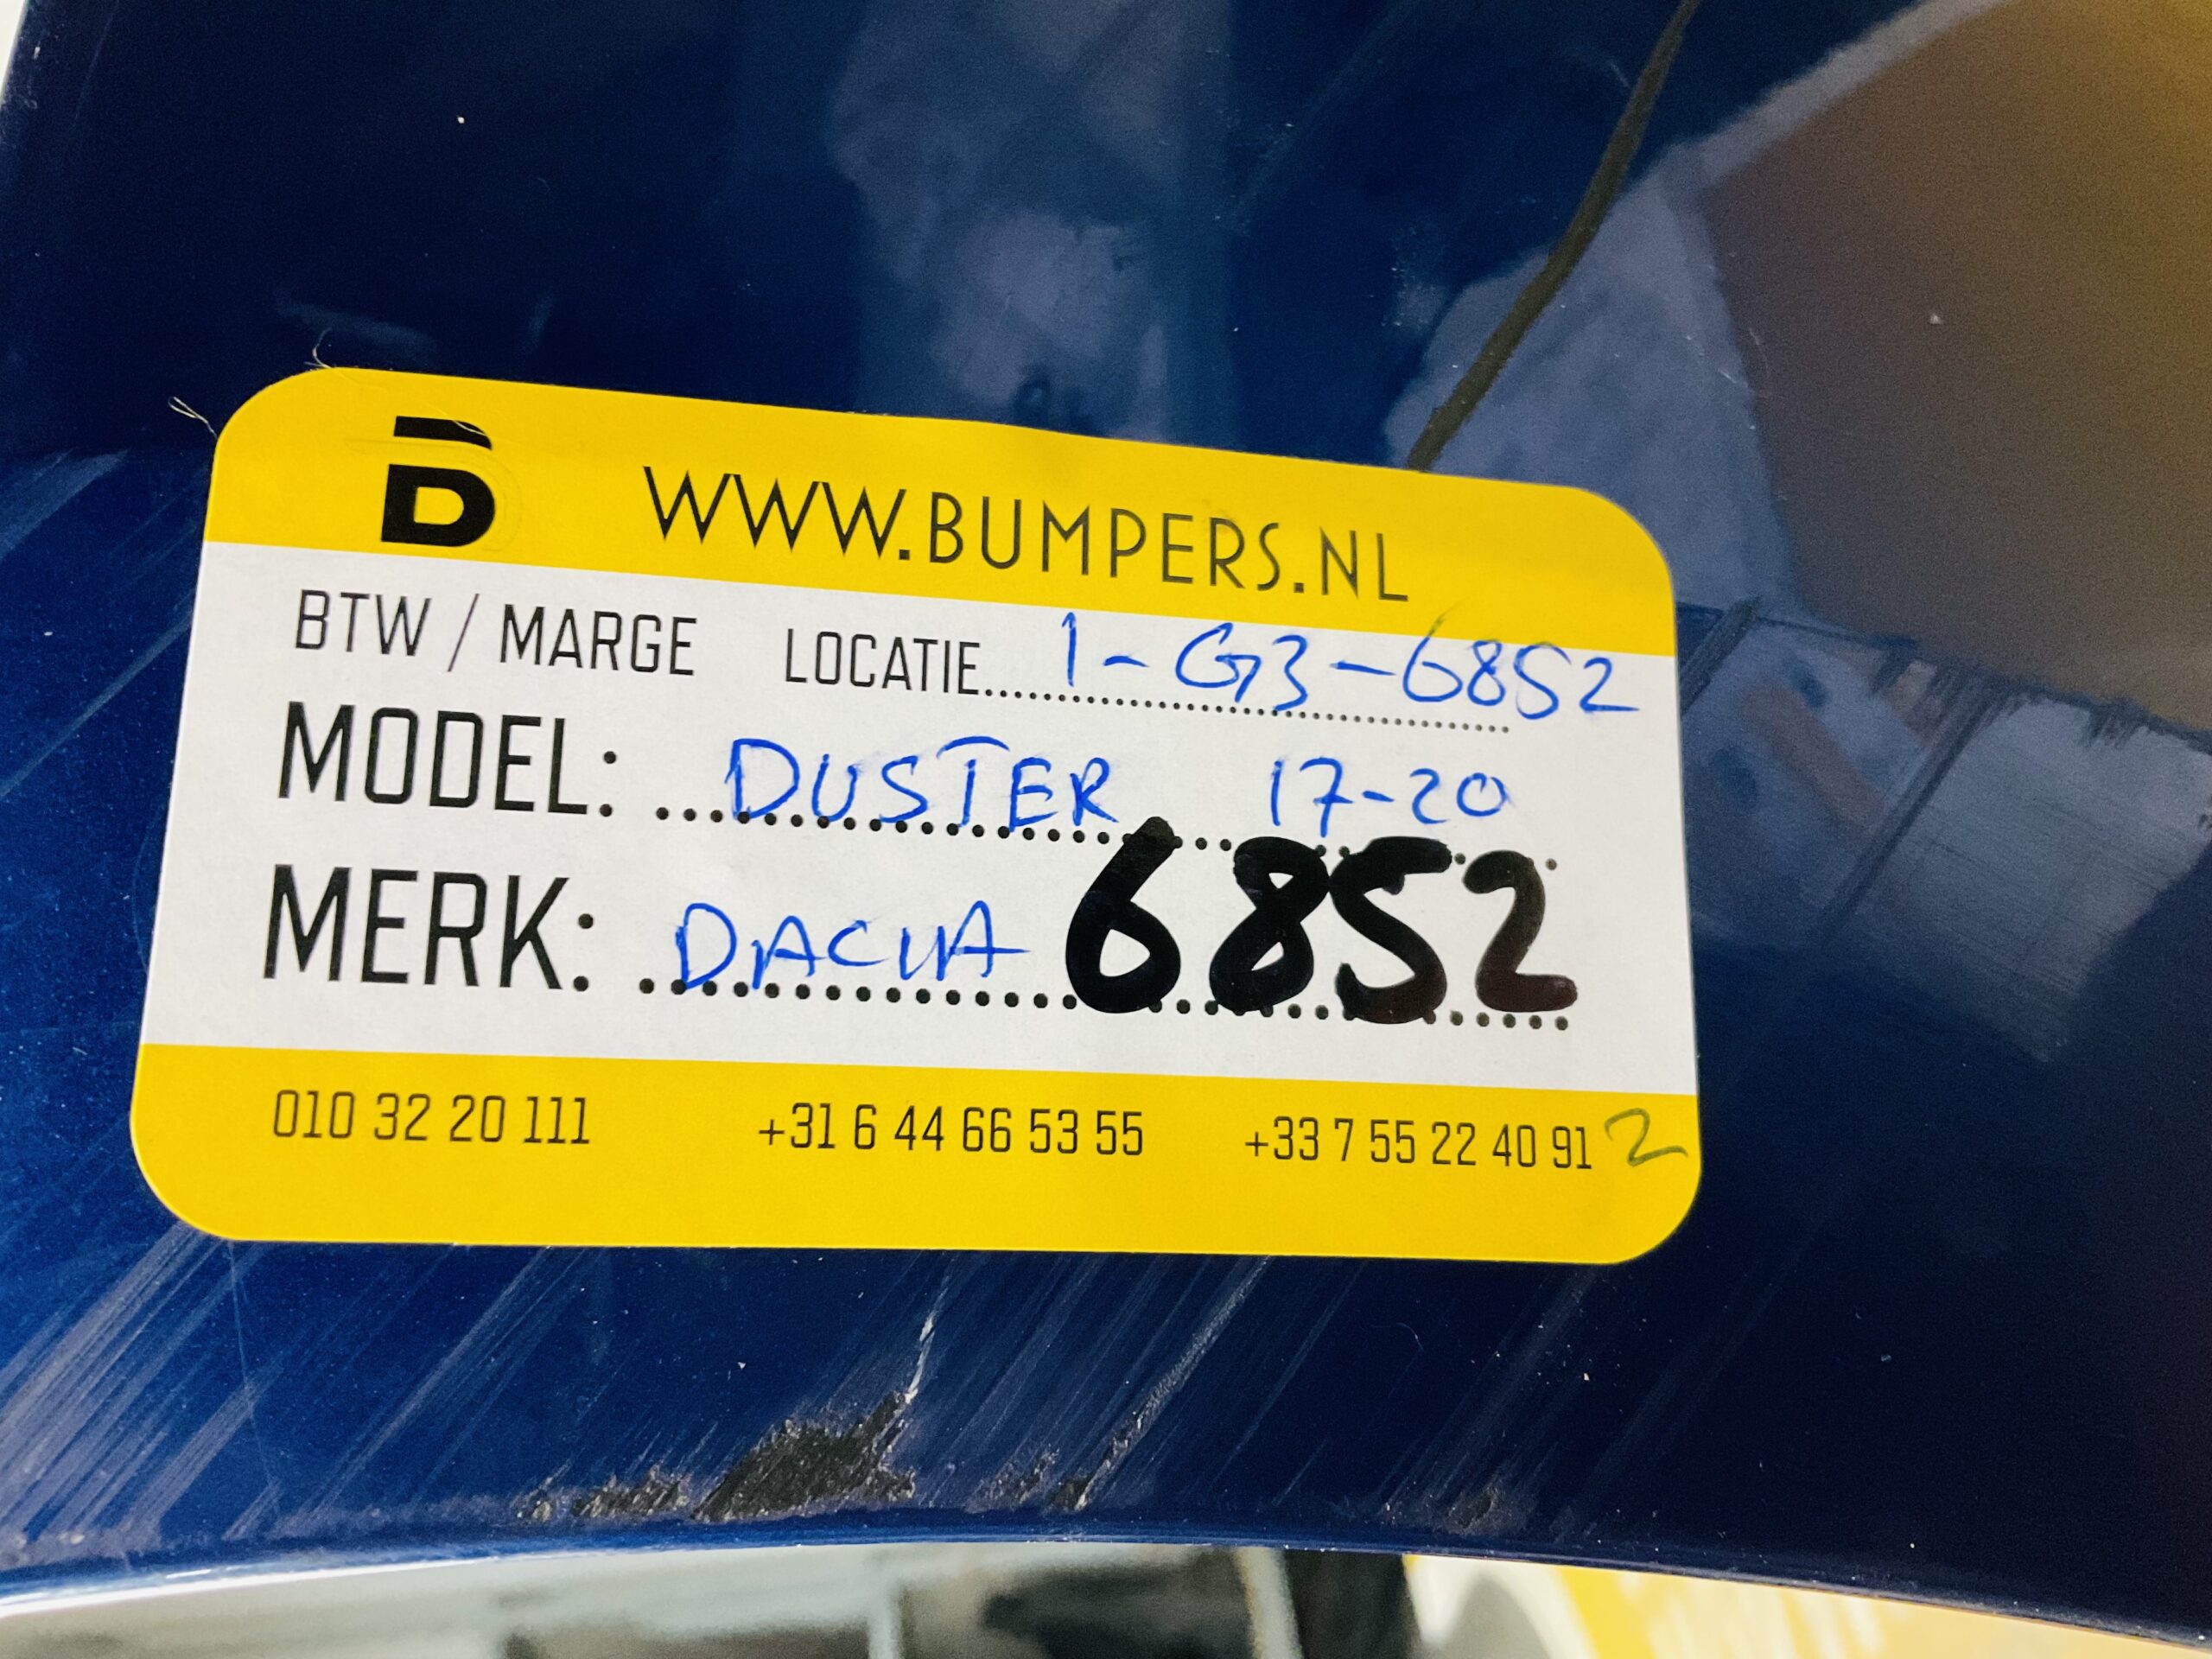 B WWW.BUMPERS.NL
BTW / MARGE LOCATIE 1-G3-6852
MODEL: DUSTER 17-20
MERK: DACIA 6852
010 32 20 111 +31 6 44 66 53 55 +33 7 55 22 40 91 2